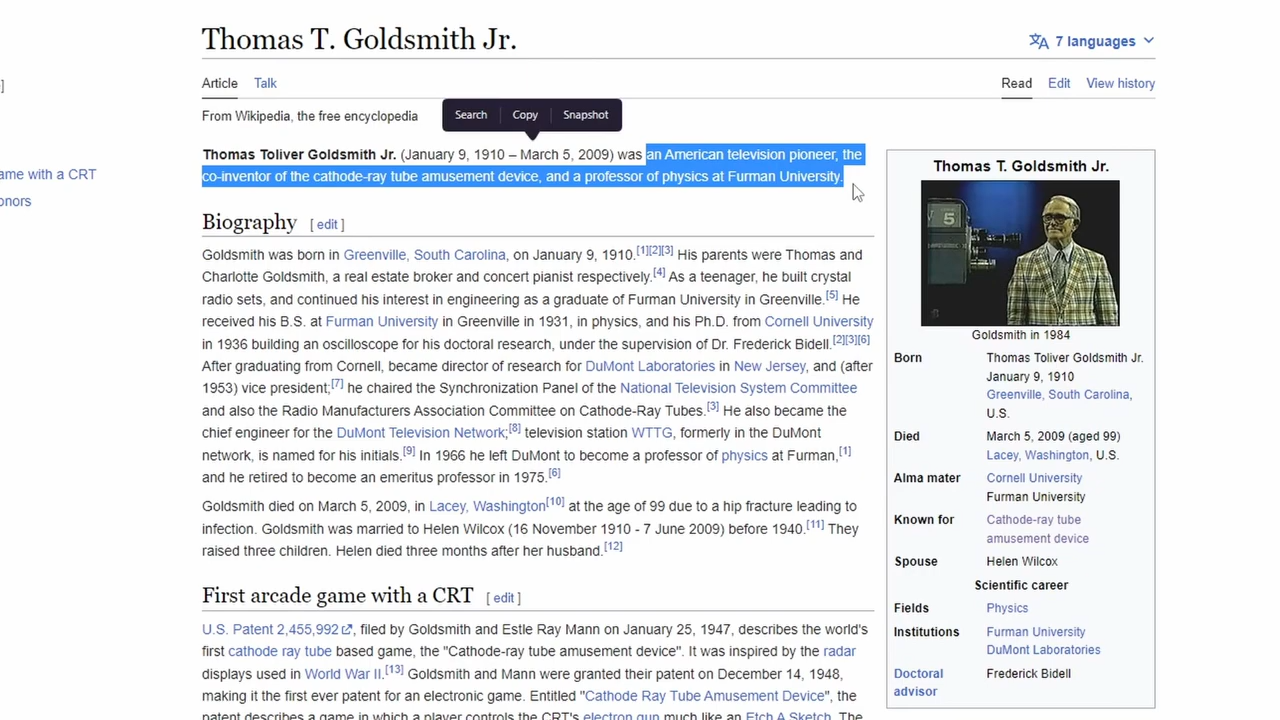 Thomas T. Goldsmith Jr.
7 languages
Article Talk
Read Edit View history
From Wikipedia, the free encyclopedia
Search Copy Snapshot
Thomas Toliver Goldsmith Jr. (January 9, 1910 – March 5, 2009) was an American television pioneer, the
co-inventor of the cathode-ray tube amusement device, and a professor of physics at Furman University.
]
ame with a CRT
onors
Biography [ edit ]
Goldsmith was born in Greenville, South Carolina, on January 9, 1910.[1][2][3] His parents were Thomas and
Charlotte Goldsmith, a real estate broker and concert pianist respectively.[4] As a teenager, he built crystal
radio sets, and continued his interest in engineering as a graduate of Furman University in Greenville.[5] He
received his B.S. at Furman University in Greenville in 1931, in physics, and his Ph.D. from Cornell University
in 1936 building an oscilloscope for his doctoral research, under the supervision of Dr. Frederick Bidell.[2][3][6]
After graduating from Cornell, became director of research for DuMont Laboratories in New Jersey, and (after
1953) vice president;[7] he chaired the Synchronization Panel of the National Television System Committee
and also the Radio Manufacturers Association Committee on Cathode-Ray Tubes.[3] He also became the
chief engineer for the DuMont Television Network;[8] television station WTTG, formerly in the DuMont
network, is named for his initials.[9] In 1966 he left DuMont to become a professor of physics at Furman,[1]
and he retired to become an emeritus professor in 1975.[6]
Goldsmith died on March 5, 2009, in Lacey, Washington[10] at the age of 99 due to a hip fracture leading to
infection. Goldsmith was married to Helen Wilcox (16 November 1910 - 7 June 2009) before 1940.[11] They
raised three children. Helen died three months after her husband.[12]
First arcade game with a CRT [ edit ]
U.S. Patent 2,455,992, filed by Goldsmith and Estle Ray Mann on January 25, 1947, describes the world's
first cathode ray tube based game, the "Cathode-ray tube amusement device". It was inspired by the radar
displays used in World War II.[13] Goldsmith and Mann were granted their patent on December 14, 1948,
making it the first ever patent for an electronic game. Entitled "Cathode Ray Tube Amusement Device", the
patent describes a game in which a player controls the CRT's electron gun much like an Etch A Sketch. The
Thomas T. Goldsmith Jr.
5
Goldsmith in 1984
Born Thomas Toliver Goldsmith Jr.
January 9, 1910
Greenville, South Carolina,
U.S.
Died March 5, 2009 (aged 99)
Lacey, Washington, U.S.
Alma mater Cornell University
Furman University
Known for Cathode-ray tube
amusement device
Spouse Helen Wilcox
Scientific career
Fields Physics
Institutions Furman University
DuMont Laboratories
Doctoral Frederick Bidell
advisor